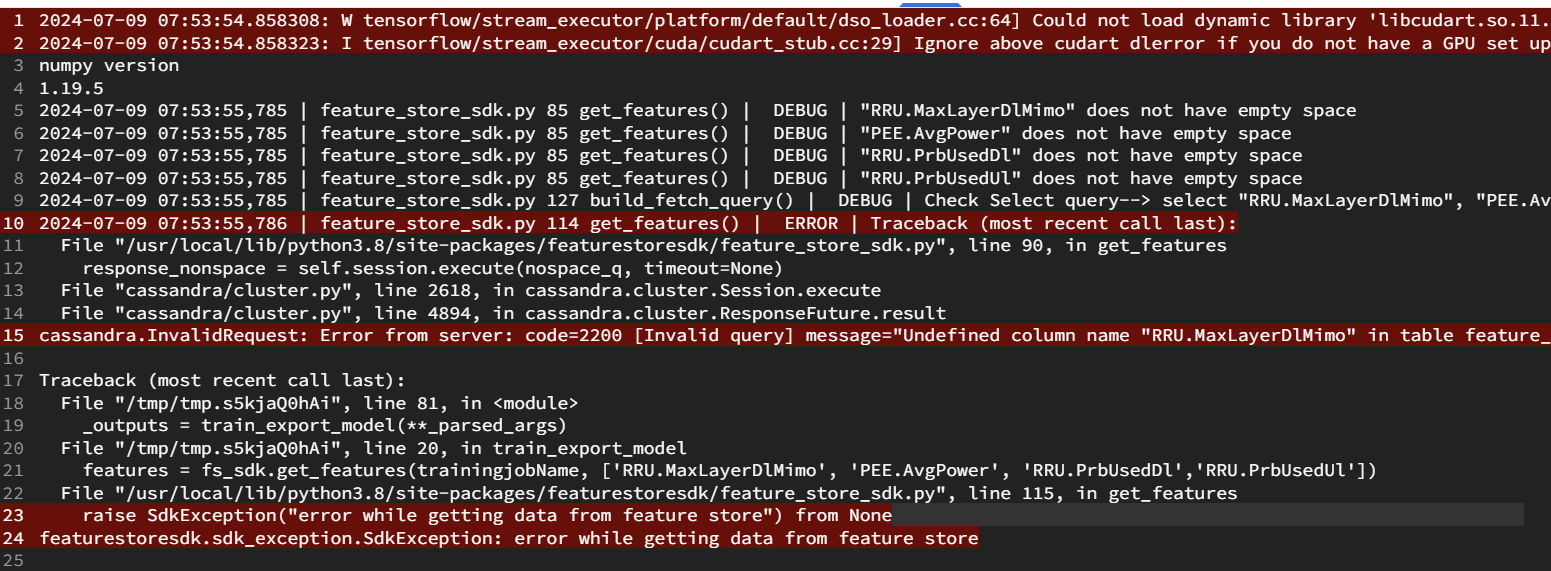 1 2024-07-09 07:53:54.858308: W tensorflow/stream_executor/platform/default/dso_loader.cc:64] Could not load dynamic library 'libcudart.so.11.
2 2024-07-09 07:53:54.858323: I tensorflow/stream_executor/cuda/cudart_stub.cc:29] Ignore above cudart dlerror if you do not have a GPU set up
3 numpy version
4 1.19.5
5 2024-07-09 07:53:55,785 | feature_store_sdk.py 85 get_features() |  DEBUG | "RRU.MaxLayerDlMimo" does not have empty space
6 2024-07-09 07:53:55,785 | feature_store_sdk.py 85 get_features() |  DEBUG | "PEE.AvgPower" does not have empty space
7 2024-07-09 07:53:55,785 | feature_store_sdk.py 85 get_features() |  DEBUG | "RRU.PrbUsedDl" does not have empty space
8 2024-07-09 07:53:55,785 | feature_store_sdk.py 85 get_features() |  DEBUG | "RRU.PrbUsedUl" does not have empty space
9 2024-07-09 07:53:55,785 | feature_store_sdk.py 127 build_fetch_query() |  DEBUG | Check Select query--> select "RRU.MaxLayerDlMimo", "PEE.Av
10 2024-07-09 07:53:55,786 | feature_store_sdk.py 114 get_features() |  ERROR | Traceback (most recent call last):
11   File "/usr/local/lib/python3.8/site-packages/featurestoresdk/feature_store_sdk.py", line 90, in get_features
12     response_nonspace = self.session.execute(nospace_q, timeout=None)
13   File "cassandra/cluster.py", line 2618, in cassandra.cluster.Session.execute
14   File "cassandra/cluster.py", line 4894, in cassandra.cluster.ResponseFuture.result
15 cassandra.InvalidRequest: Error from server: code=2200 [Invalid query] message="Undefined column name "RRU.MaxLayerDlMimo" in table feature_
16
17 Traceback (most recent call last):
18   File "/tmp/tmp.s5kjaQ0hAi", line 81, in <module>
19     _outputs = train_export_model(**_parsed_args)
20   File "/tmp/tmp.s5kjaQ0hAi", line 20, in train_export_model
21     features = fs_sdk.get_features(trainingjobName, ['RRU.MaxLayerDlMimo', 'PEE.AvgPower', 'RRU.PrbUsedDl','RRU.PrbUsedUl'])
22   File "/usr/local/lib/python3.8/site-packages/featurestoresdk/feature_store_sdk.py", line 115, in get_features
23     raise SdkException("error while getting data from feature store") from None
24 featurestoresdk.sdk_exception.SdkException: error while getting data from feature store
25